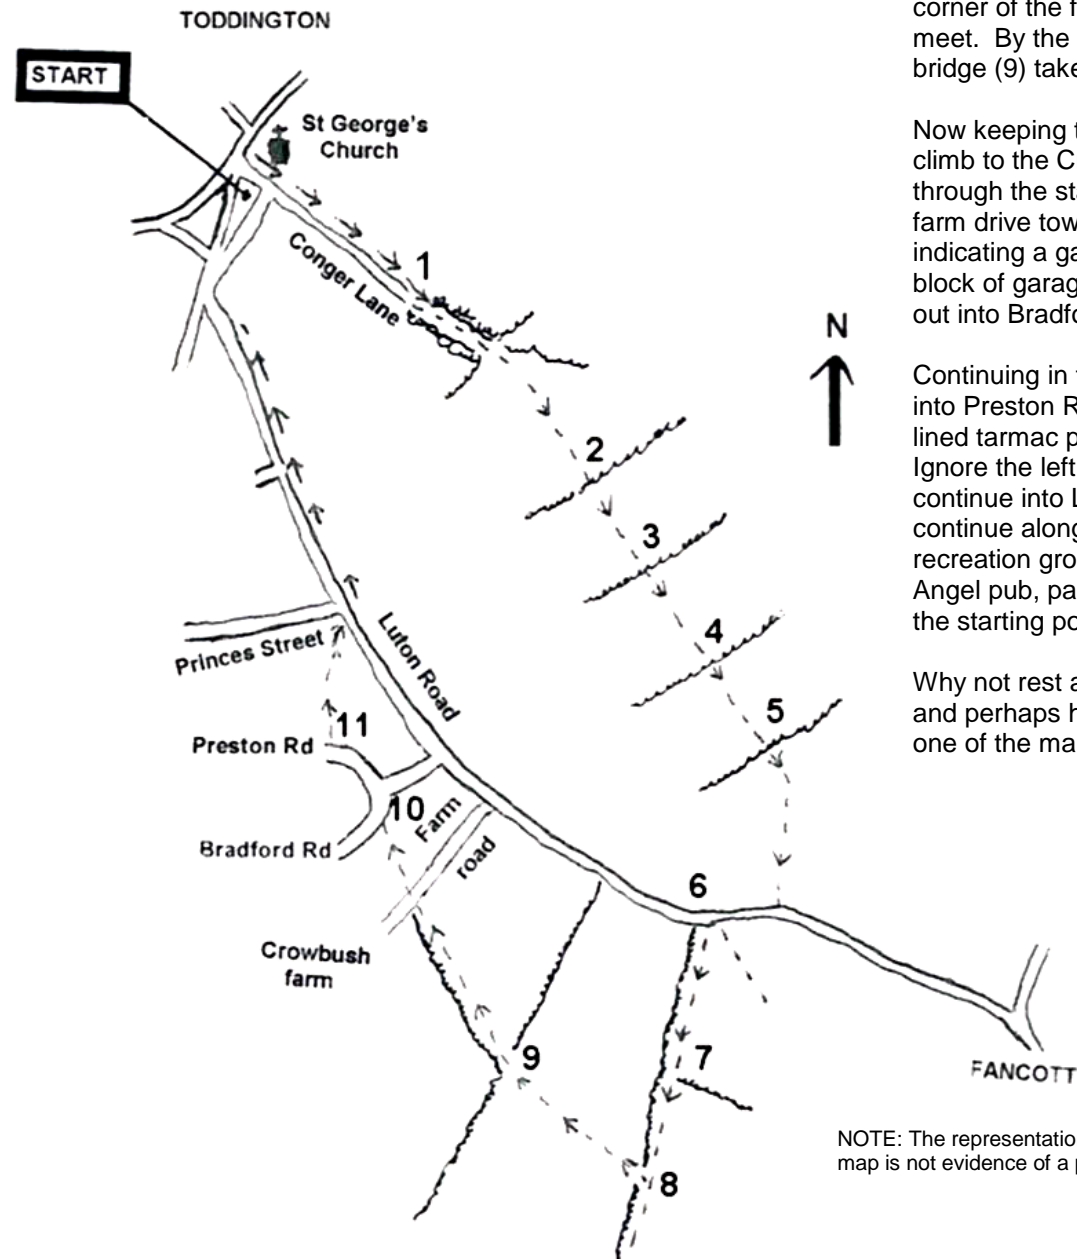 TODDINGTON
START
St George's
Church
Conger Lane
1
N
2
3
4
5
Luton Road
Princes Street
11
Preston Rd
10
Farm
road
Bradford Rd
6
Crowbush
farm
9
7
FANCOTT
8
corner of the f
meet. By the
bridge (9) take
Now keeping t
climb to the C
through the sta
farm drive tow
indicating a ga
block of garag
out into Bradfo
Continuing in
into Preston R
lined tarmac p
Ignore the left
continue into L
continue along
recreation gro
Angel pub, pa
the starting po
Why not rest a
and perhaps h
one of the ma
NOTE: The representatio
map is not evidence of a p